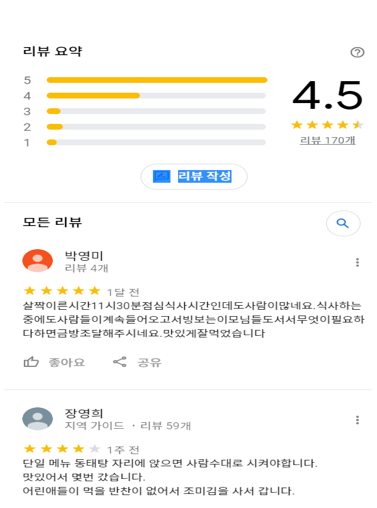 리뷰 요약
5
4
3
2
1
4.5
리뷰 170개
리뷰 작성
모든 리뷰
박영미
리뷰 4개
1달 전
살짝이른시간11시30분점심식사시간인데도사람이많네요.식사하는
중에도사람들이계속들어오고서빙보는이모님들도서서무엇이필요하
다하면금방조달해주시네요.맛있게잘먹었습니다
좋아요 공유
장영희
지역 가이드 · 리뷰 59개
1주 전
단일 메뉴 동태탕 자리에 앉으면 사람수대로 시켜야합니다.
맛있어서 몇번 갔습니다.
어린애들이 먹을 반찬이 없어서 조미김을 사서 갑니다.